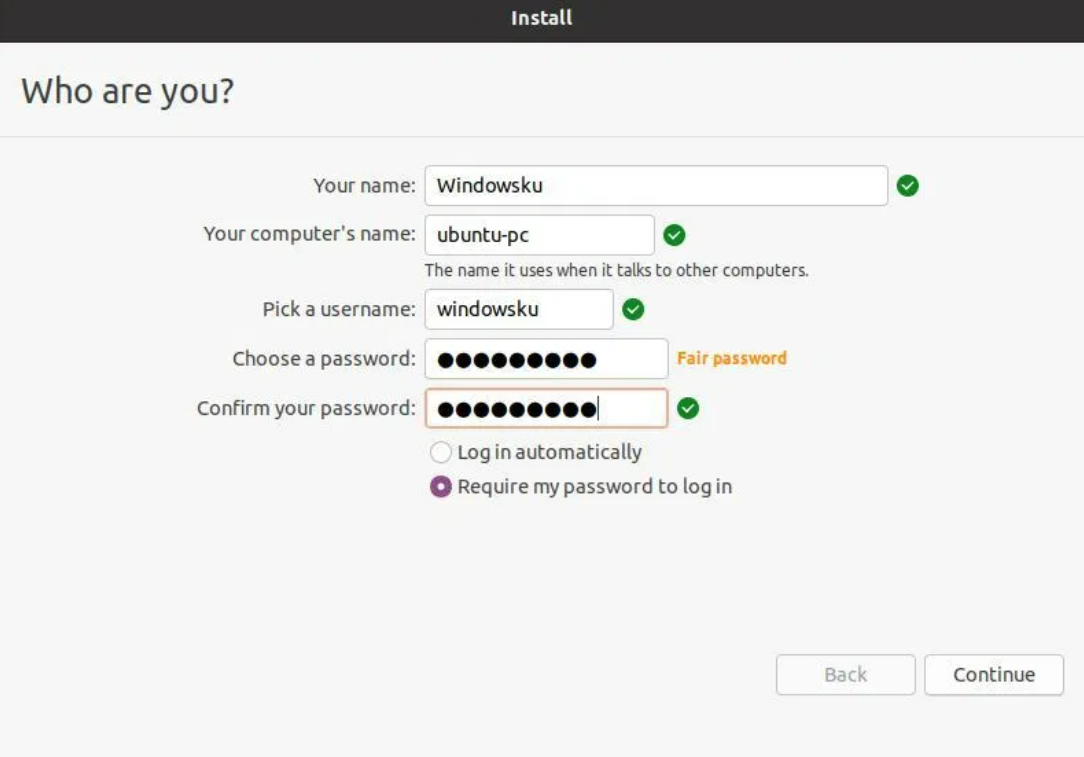 Install
Who are you?
Your name: Windowsku
Your computer's name: ubuntu-pc
The name it uses when it talks to other computers.
Pick a username: windowsku
Choose a password: ●●●●●●●●● Fair password
Confirm your password: ●●●●●●●●●
Log in automatically
Require my password to log in
Back Continue